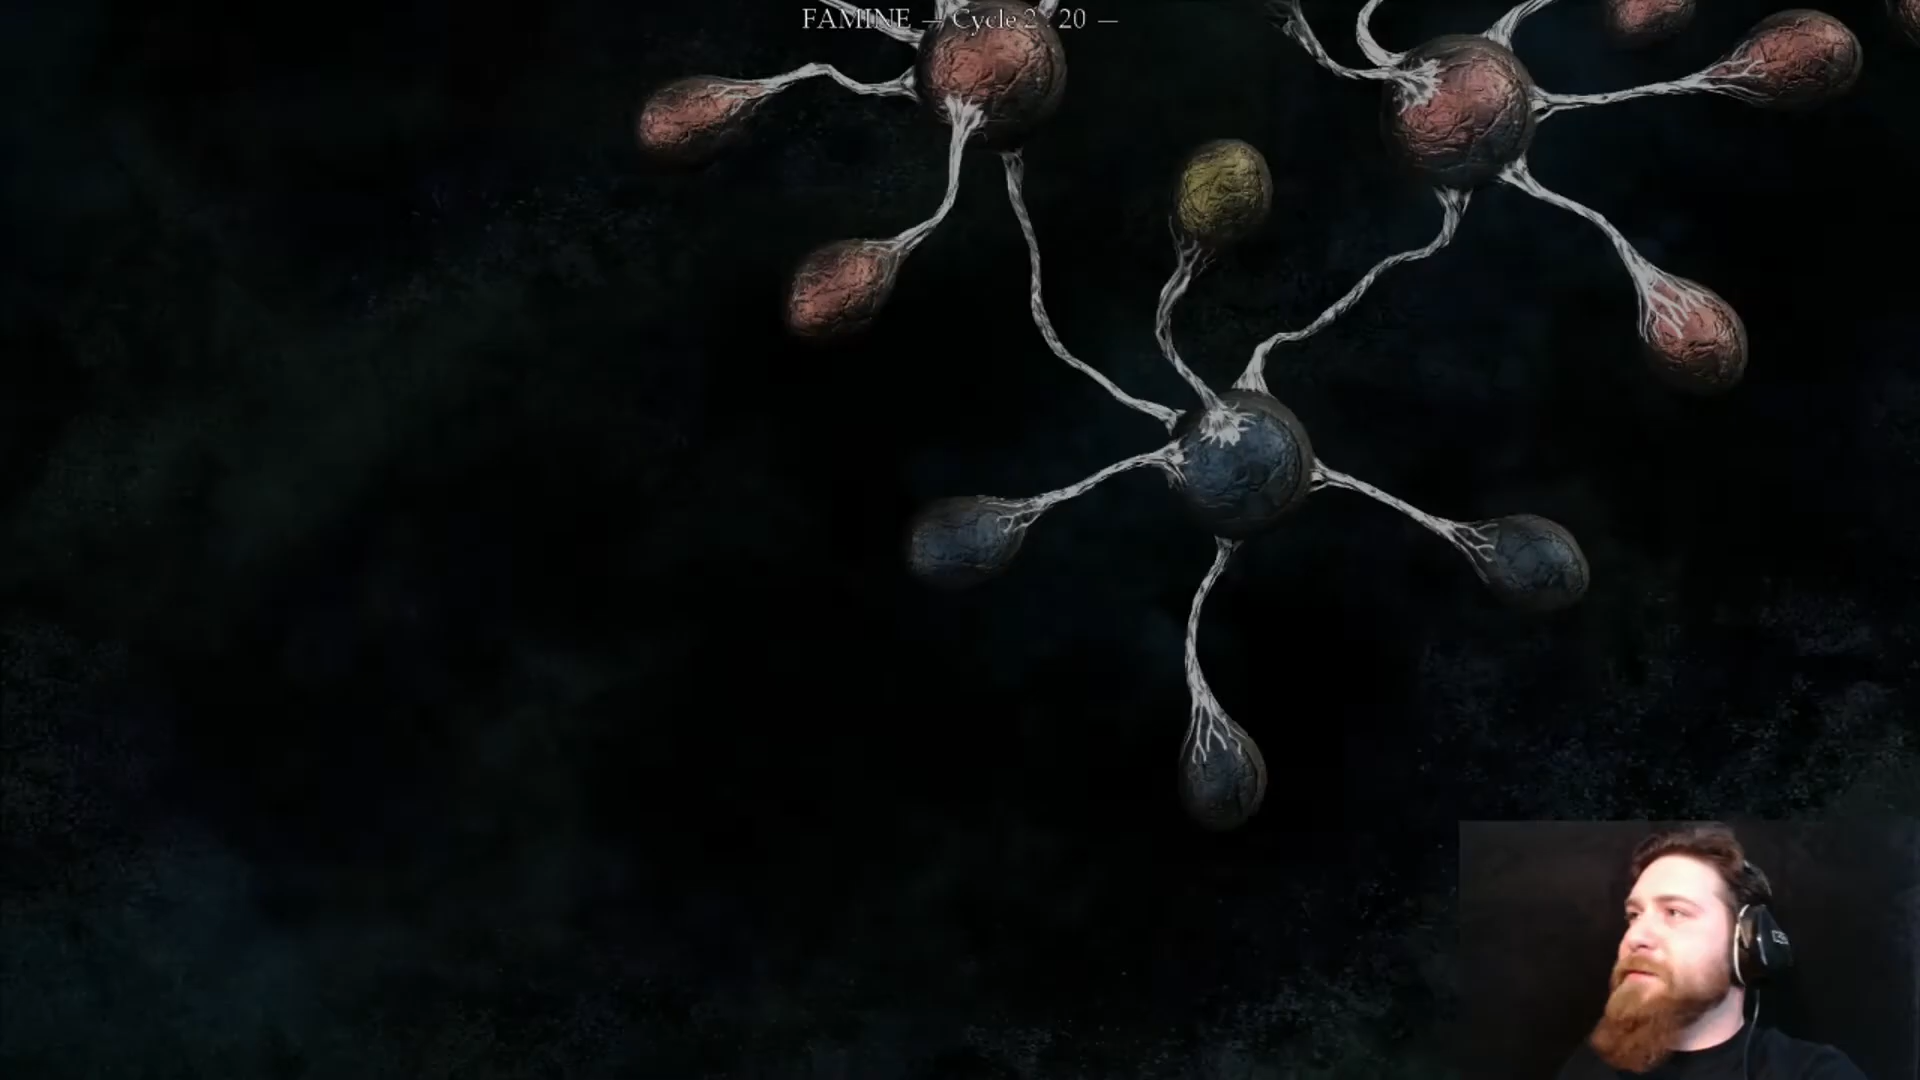 FAMINE — Cycle 2 · 20 —